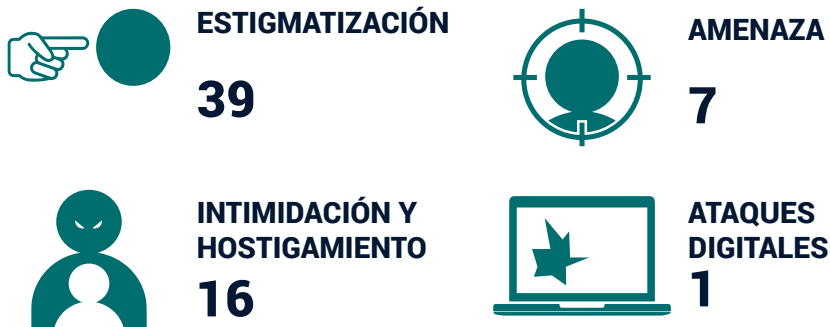 ESTIGMATIZACIÓN
39
AMENAZA
7
INTIMIDACIÓN Y
HOSTIGAMIENTO
16
ATAQUES
DIGITALES
1